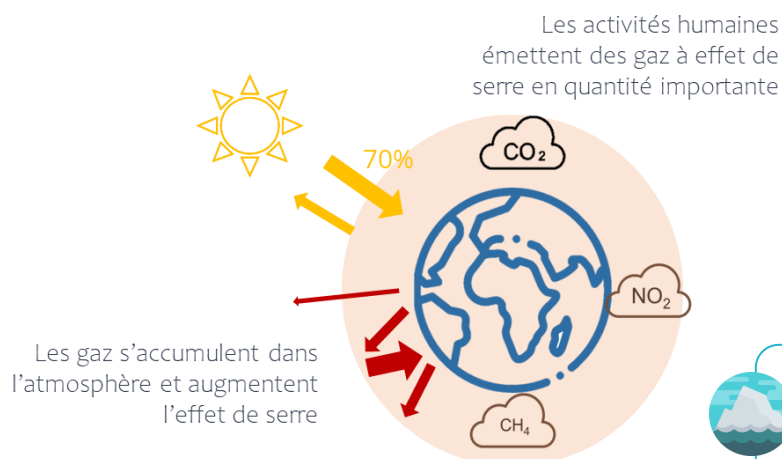 Les activités humaines
émettent des gaz à effet de
serre en quantité importante
70%
CO₂
NO₂
Les gaz s’accumulent dans
l’atmosphère et augmentent
l’effet de serre
CH₄